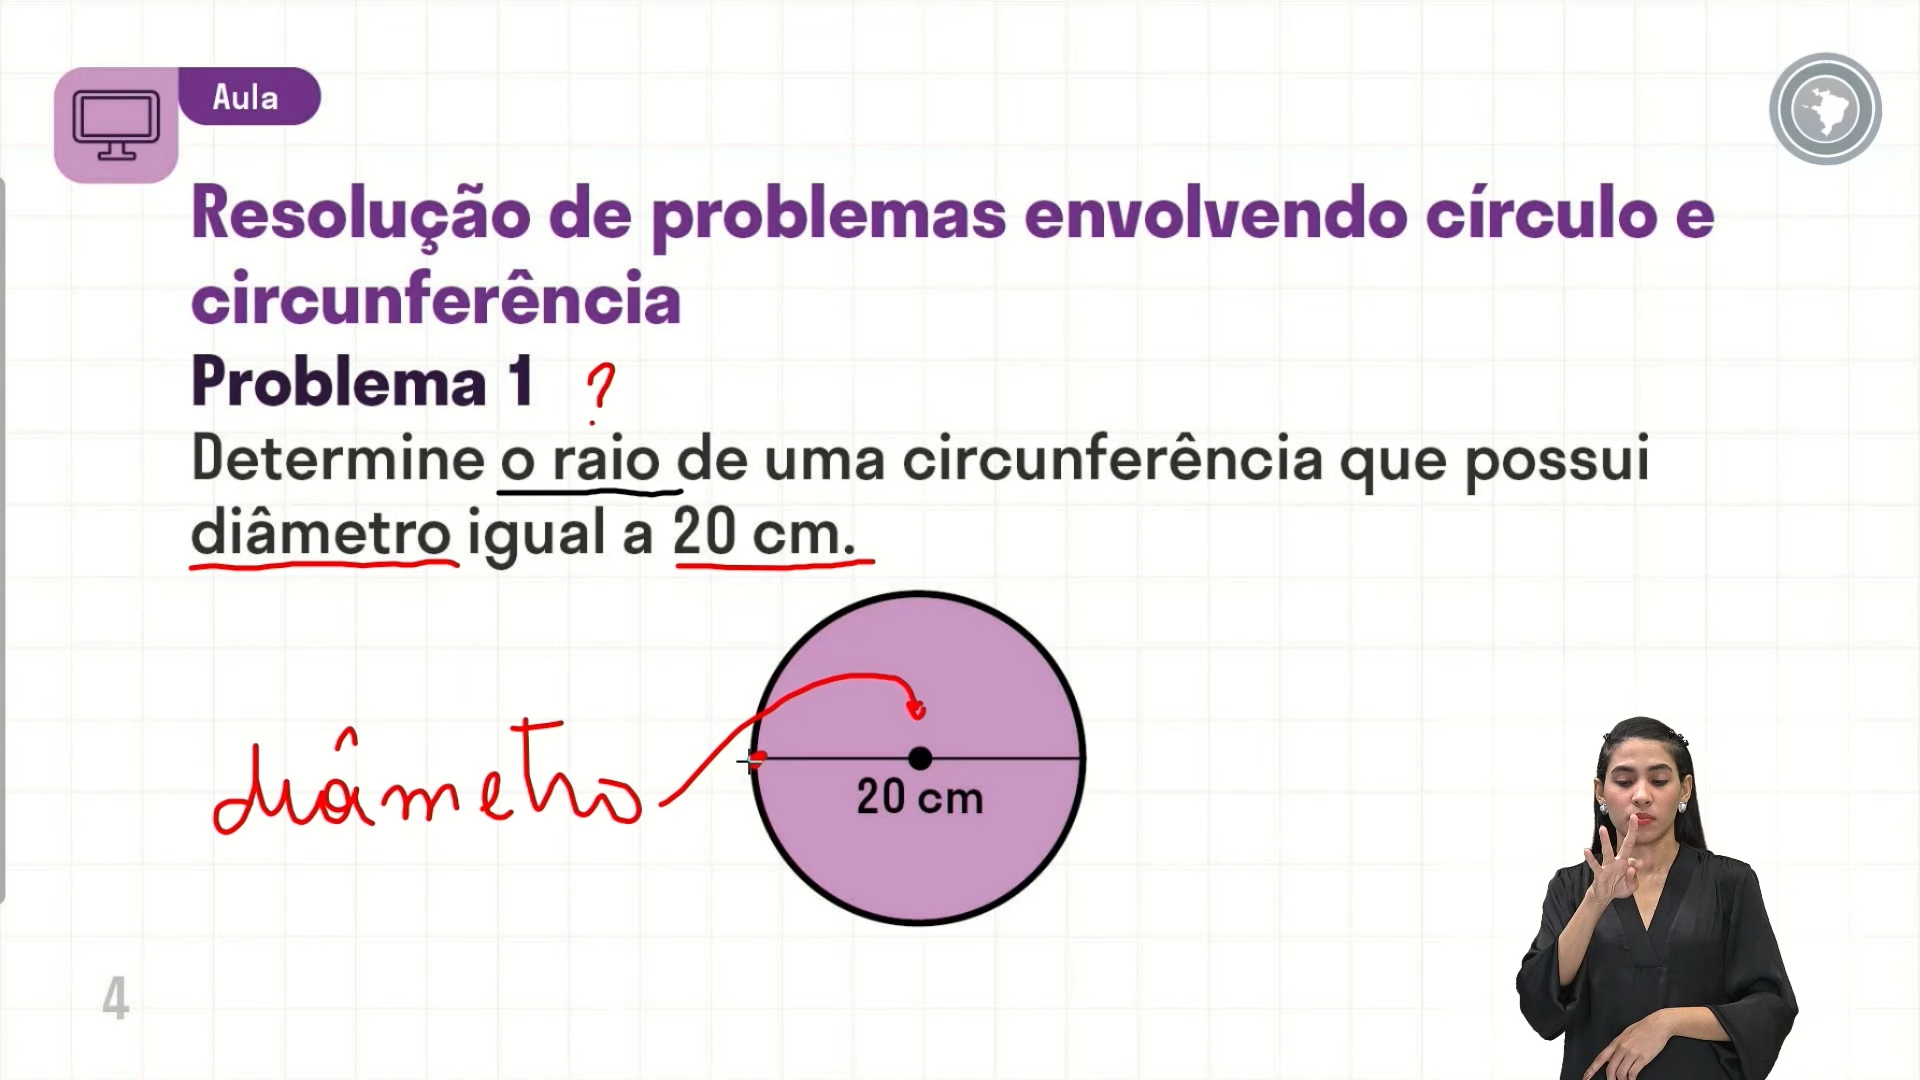 Aula
Resolução de problemas envolvendo círculo e
circunferência
Problema 1 ?
Determine o raio de uma circunferência que possui
diâmetro igual a 20 cm.
diâmetro
20 cm
4